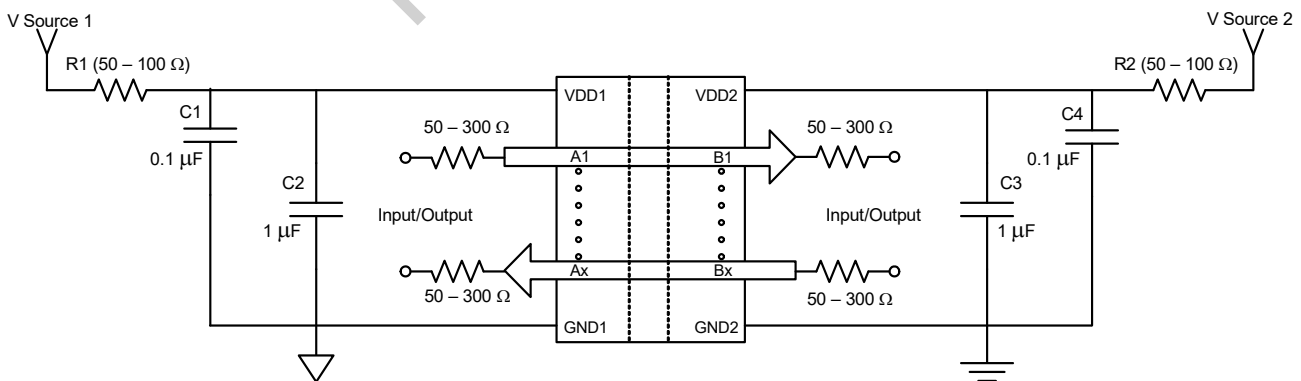 V Source 1
V Source 2
R1 (50 – 100 Ω)
R2 (50 – 100 Ω)
C1
0.1 μF
C2
1 μF
50 – 300 Ω
50 – 300 Ω
VDD1
VDD2
A1
B1
C4
0.1 μF
C3
1 μF
Input/Output
Input/Output
Ax
Bx
50 – 300 Ω
50 – 300 Ω
GND1
GND2